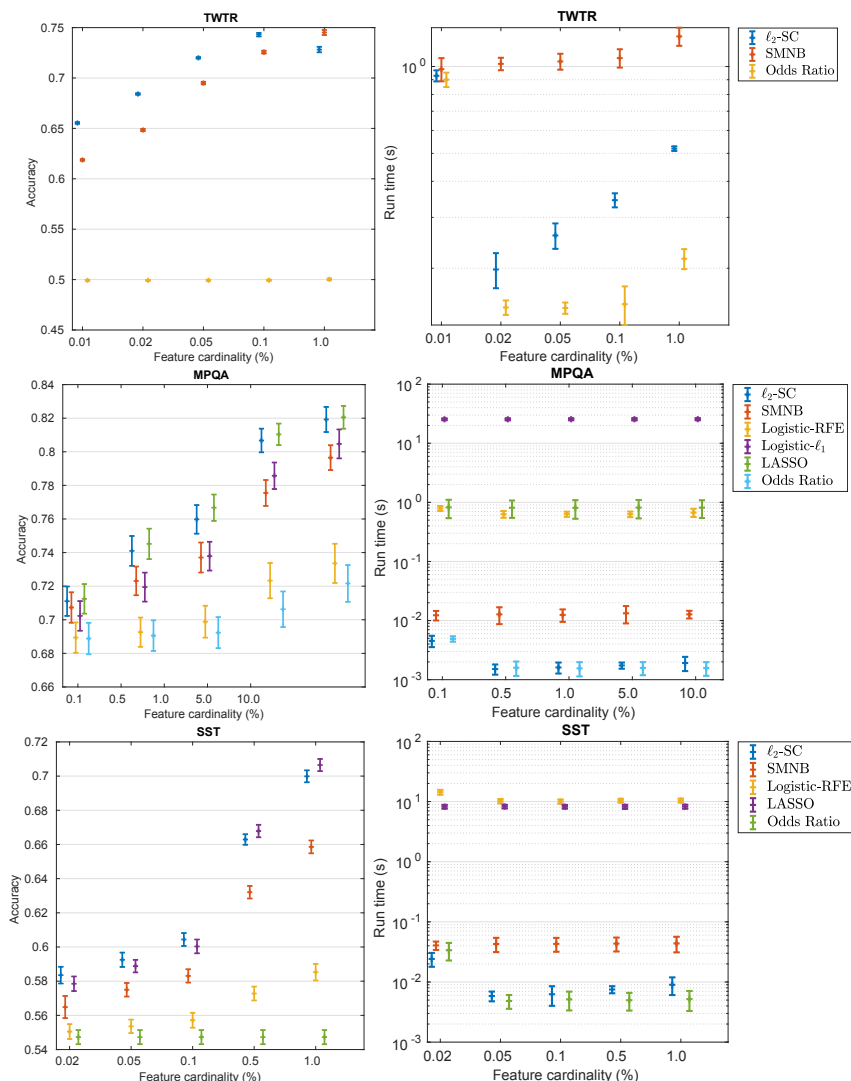 TWTR
0.75
0.7
0.65
0.6
0.55
0.5
0.45
Accuracy
0.01 0.02 0.05 0.1 1.0
Feature cardinality (%)
TWTR
10⁰
Run time (s)
0.01 0.02 0.05 0.1 1.0
Feature cardinality (%)
ℓ₂-SC
SMNB
Odds Ratio
MPQA
0.84
0.82
0.8
0.78
0.76
0.74
0.72
0.7
0.68
0.66
Accuracy
0.1 0.5 1.0 5.0 10.0
Feature cardinality (%)
MPQA
10²
10¹
10⁰
10⁻¹
10⁻²
10⁻³
Run time (s)
0.1 0.5 1.0 5.0 10.0
Feature cardinality (%)
ℓ₂-SC
SMNB
Logistic-RFE
Logistic-ℓ₁
LASSO
Odds Ratio
SST
0.72
0.7
0.68
0.66
0.64
0.62
0.6
0.58
0.56
0.54
Accuracy
0.02 0.05 0.1 0.5 1.0
Feature cardinality (%)
SST
10²
10¹
10⁰
10⁻¹
10⁻²
10⁻³
Run time (s)
0.02 0.05 0.1 0.5 1.0
Feature cardinality (%)
ℓ₂-SC
SMNB
Logistic-RFE
LASSO
Odds Ratio